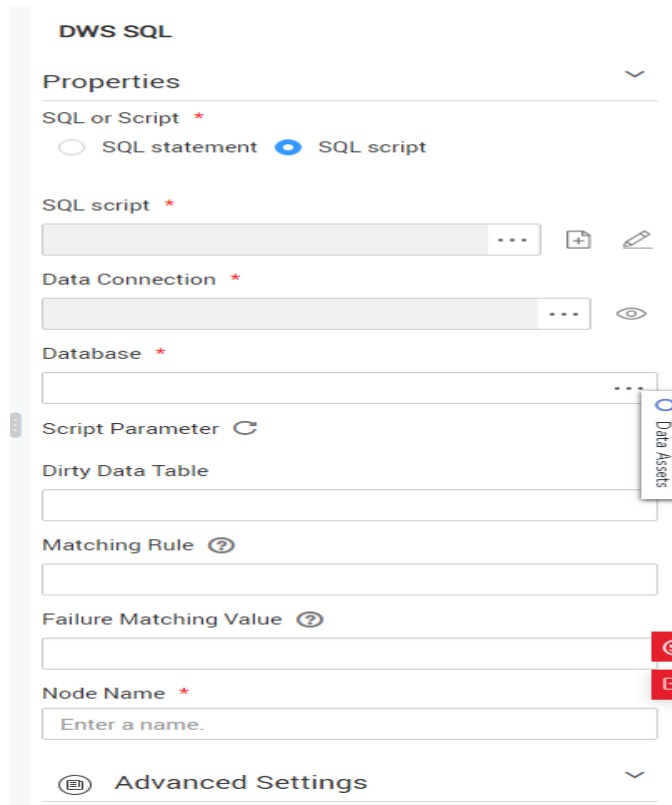 DWS SQL
Properties
SQL or Script *
SQL statement SQL script
SQL script *
Data Connection *
Database *
Script Parameter
Data Assets
Dirty Data Table
Matching Rule ?
Failure Matching Value ?
Node Name *
Enter a name.
Advanced Settings